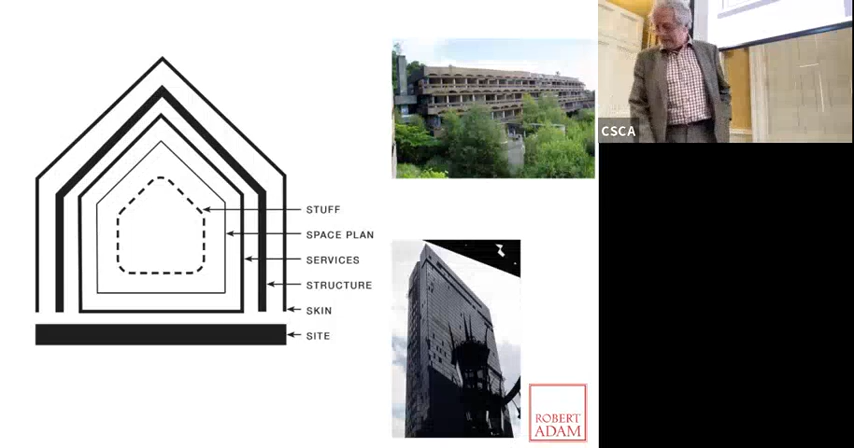 STUFF
SPACE PLAN
SERVICES
STRUCTURE
SKIN
SITE
ROBERT
ADAM
CSCA